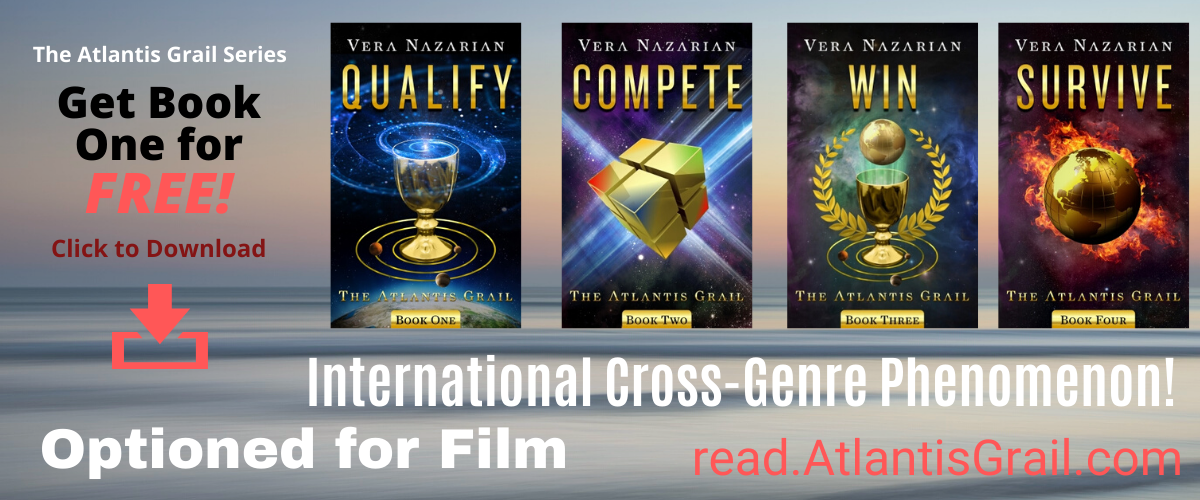 The Atlantis Grail Series
Get Book
One for
FREE!
Click to Download
VERA NAZARIAN
QUALIFY
THE ATLANTIS GRAIL
BOOK ONE
VERA NAZARIAN
COMPETE
THE ATLANTIS GRAIL
BOOK TWO
VERA NAZARIAN
WIN
THE ATLANTIS GRAIL
BOOK THREE
VERA NAZARIAN
SURVIVE
THE ATLANTIS GRAIL
BOOK FOUR
International Cross-Genre Phenomenon!
Optioned for Film
read.AtlantisGrail.com